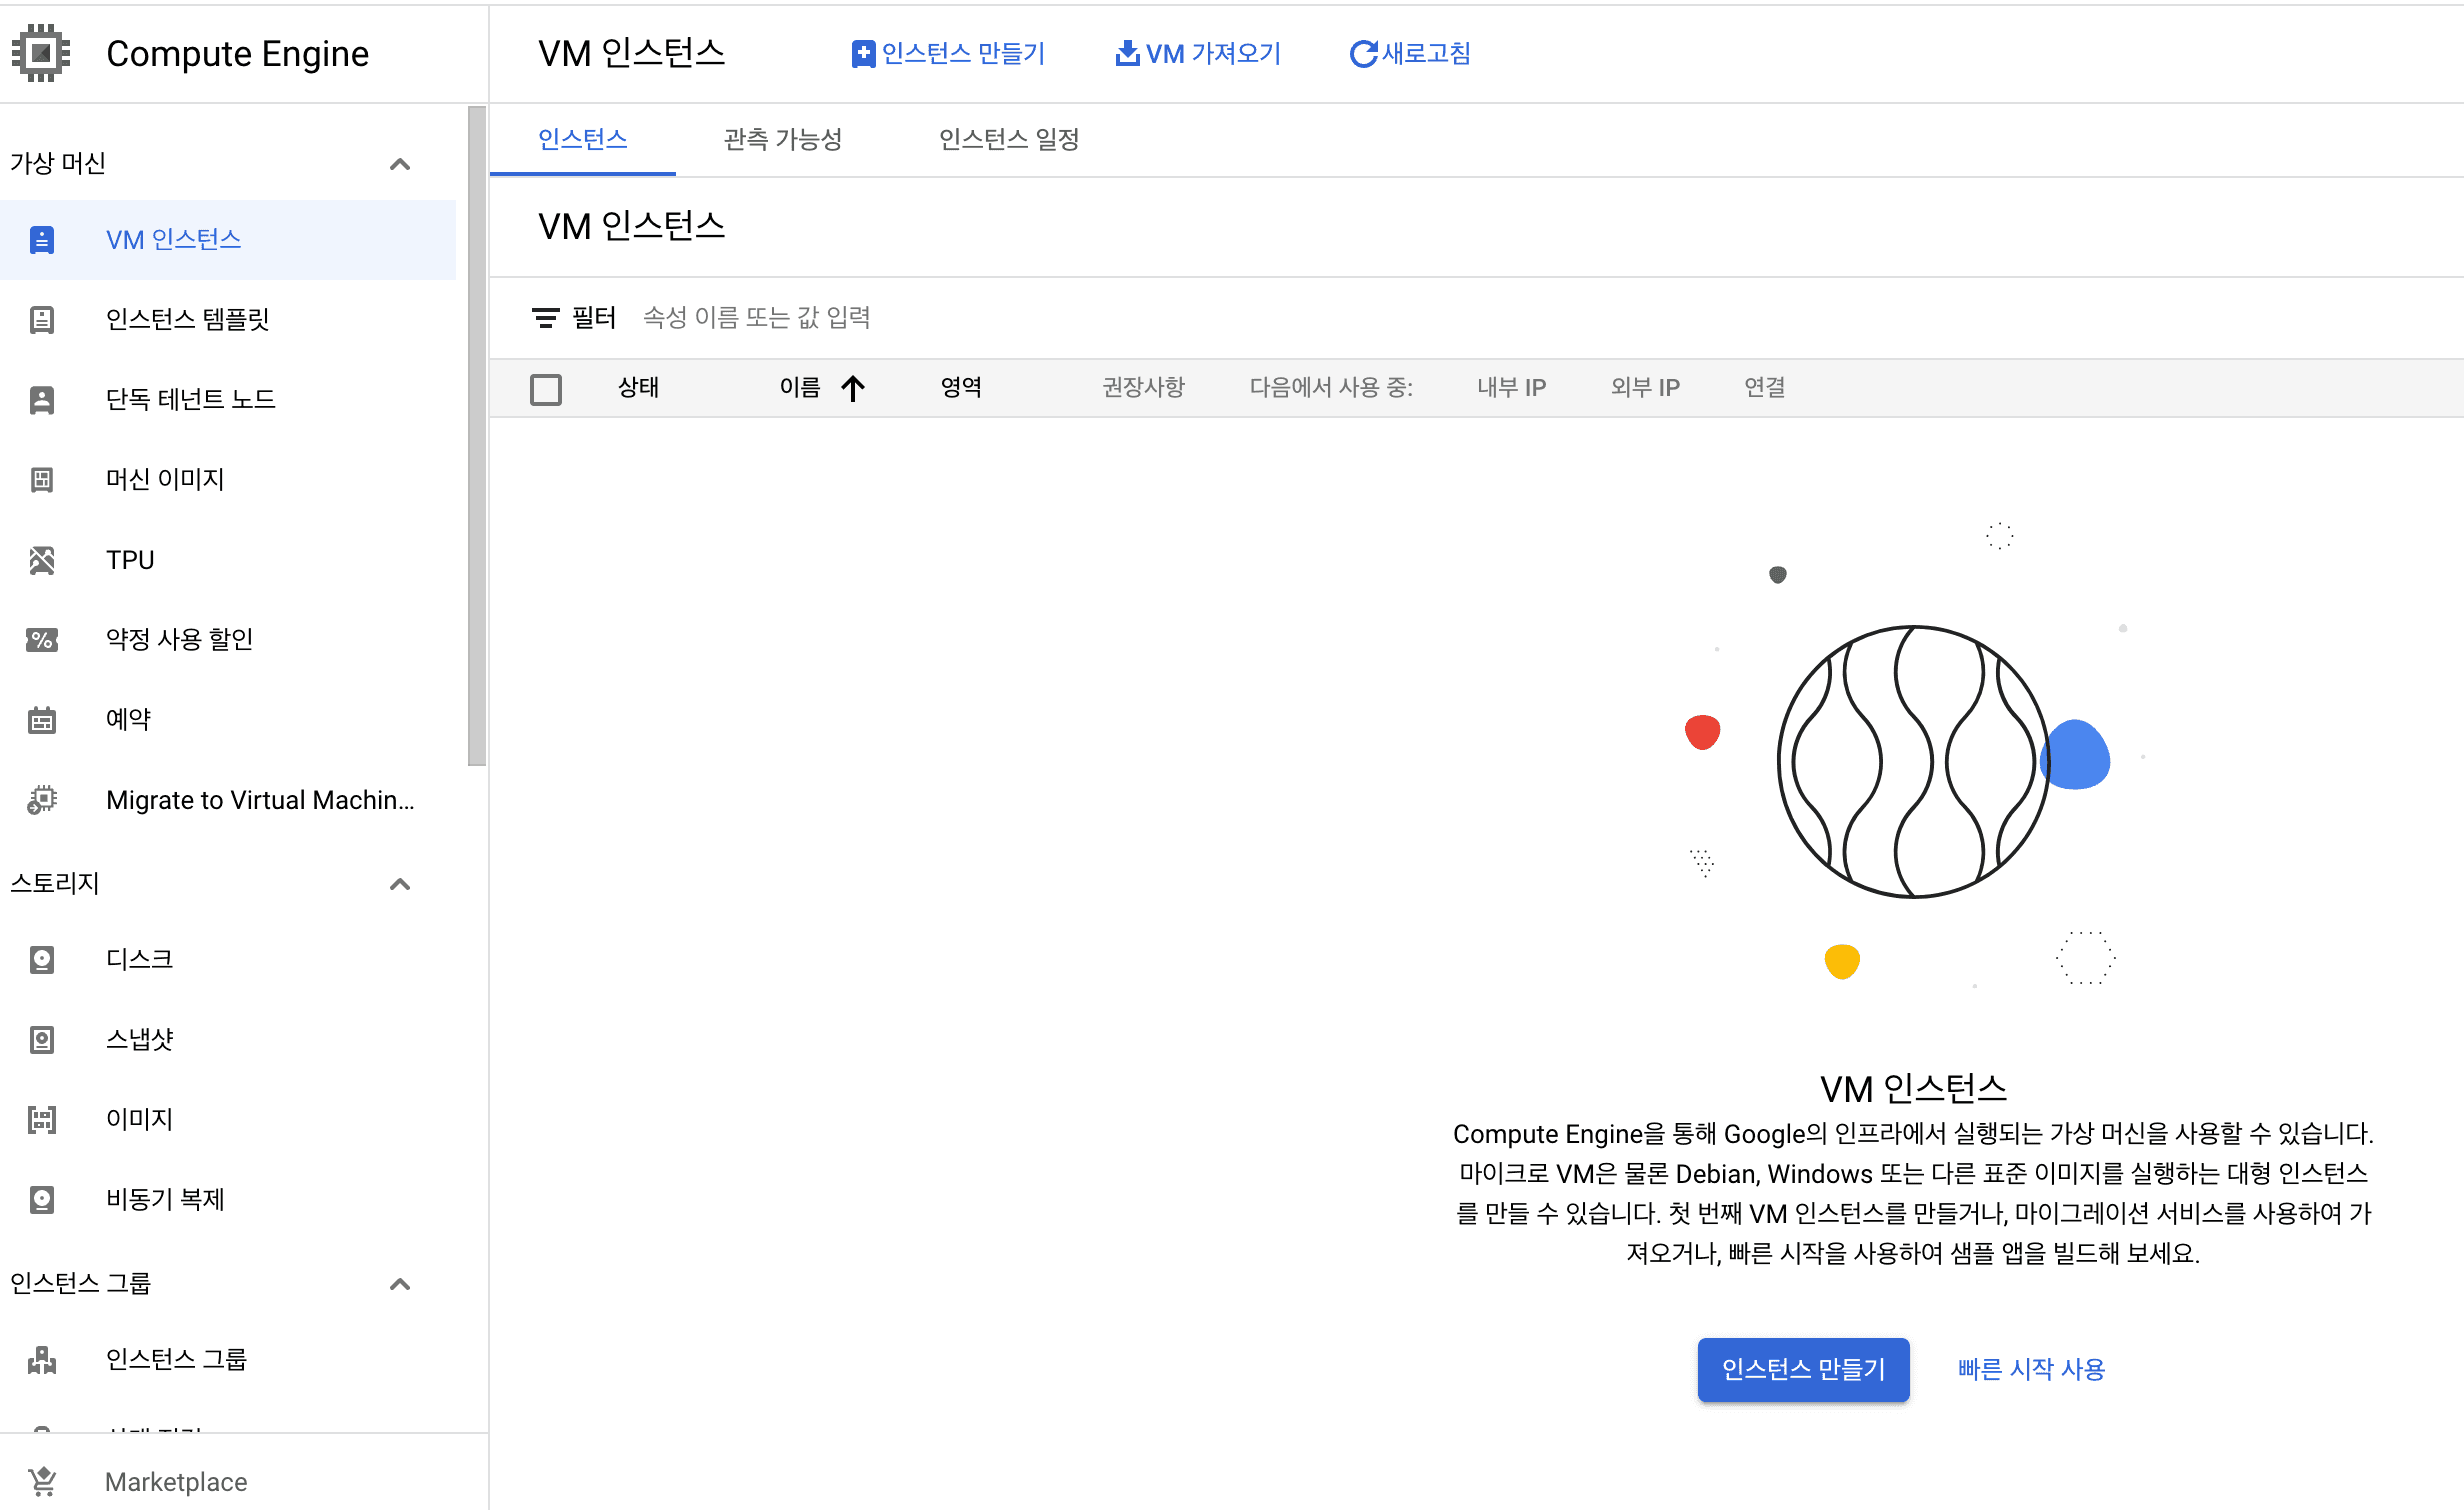 Compute Engine
VM 인스턴스
인스턴스 만들기
VM 가져오기
새로고침
가상 머신
VM 인스턴스
인스턴스 템플릿
단독 테넌트 노드
머신 이미지
TPU
약정 사용 할인
예약
Migrate to Virtual Machin...
스토리지
디스크
스냅샷
이미지
비동기 복제
인스턴스 그룹
인스턴스 그룹
Marketplace
인스턴스
관측 가능성
인스턴스 일정
VM 인스턴스
필터 속성 이름 또는 값 입력
상태 이름 영역 권장사항 다음에서 사용 중: 내부 IP 외부 IP 연결
VM 인스턴스
Compute Engine을 통해 Google의 인프라에서 실행되는 가상 머신을 사용할 수 있습니다.
마이크로 VM은 물론 Debian, Windows 또는 다른 표준 이미지를 실행하는 대형 인스턴스
를 만들 수 있습니다. 첫 번째 VM 인스턴스를 만들거나, 마이그레이션 서비스를 사용하여 가
져오거나, 빠른 시작을 사용하여 샘플 앱을 빌드해 보세요.
인스턴스 만들기
빠른 시작 사용